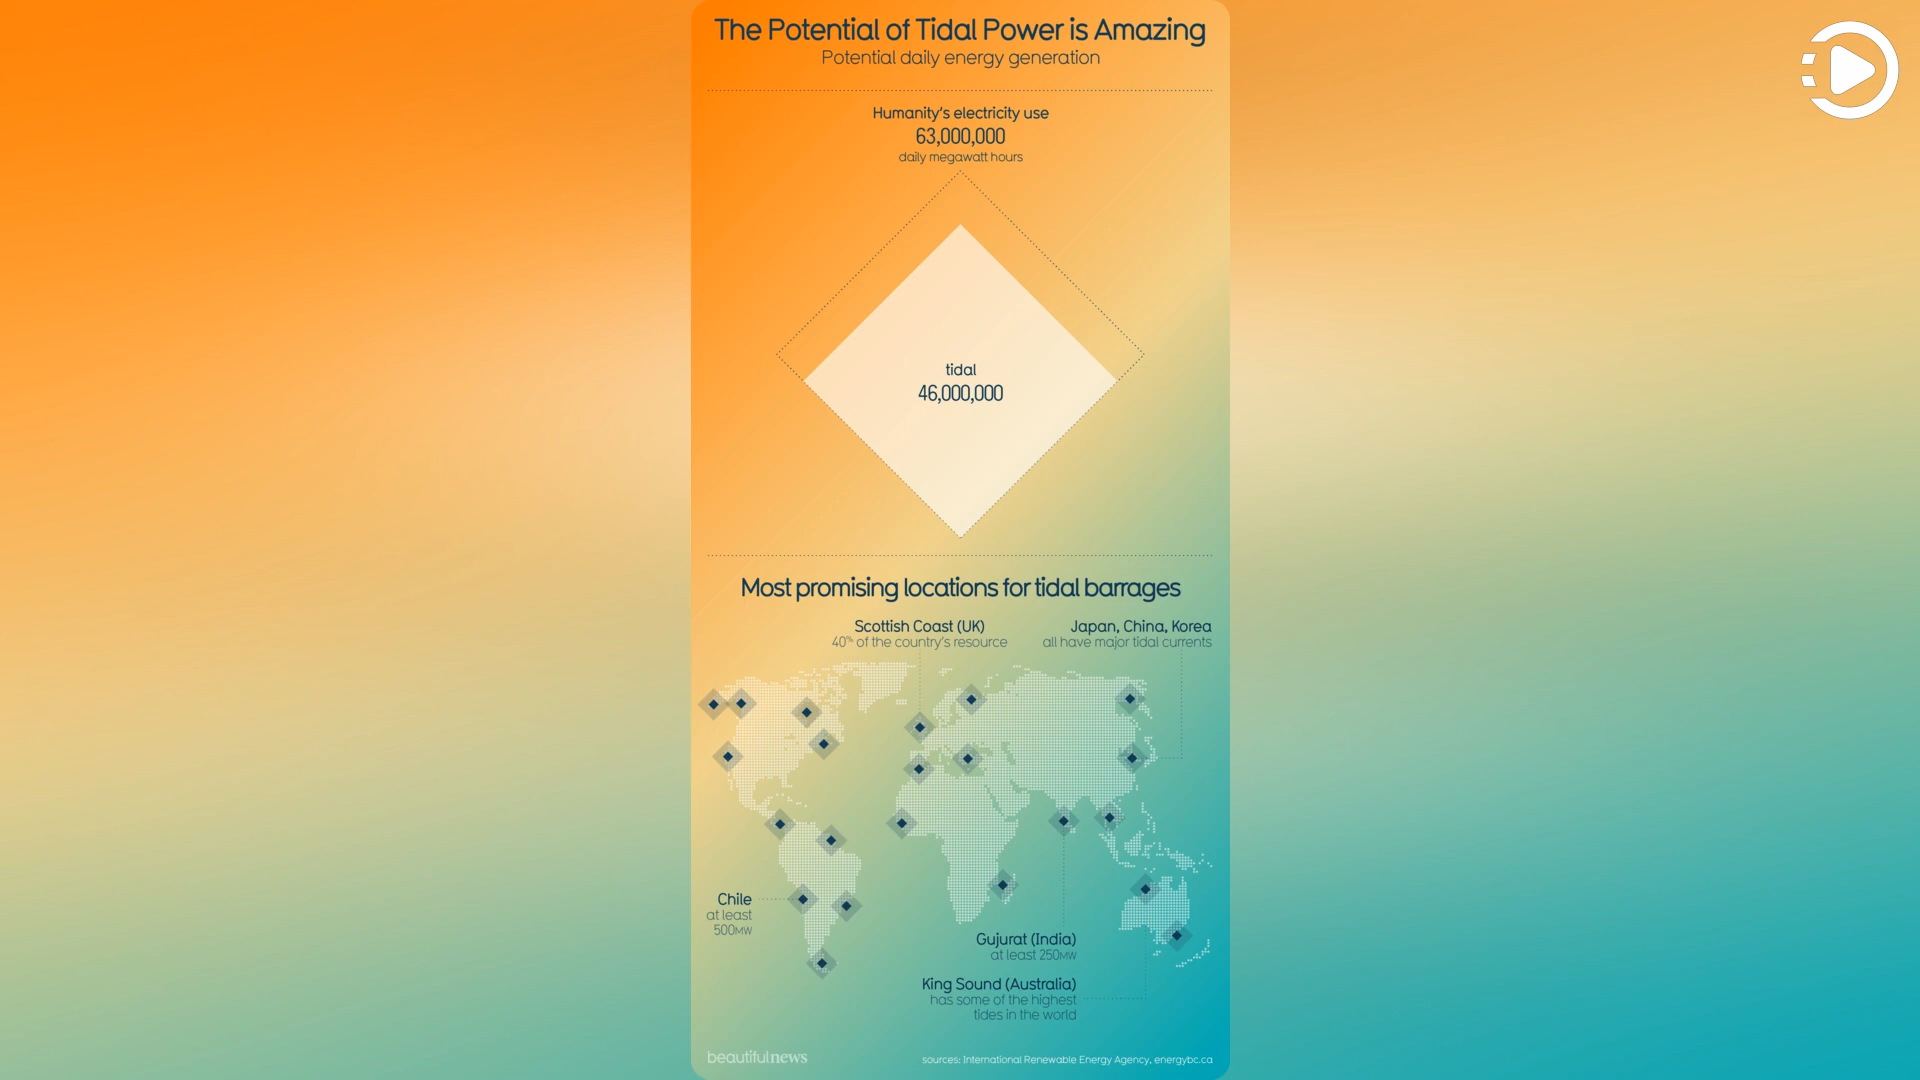 The Potential of Tidal Power is Amazing
Potential daily energy generation
Humanity's electricity use
63,000,000
daily megawatt hours
tidal
46,000,000
Most promising locations for tidal barrages
Scottish Coast (UK)
40% of the country's resource
Japan, China, Korea
all have major tidal currents
Chile
at least
500MW
Gujurat (India)
at least 250MW
King Sound (Australia)
has some of the highest
tides in the world
beautifulnews
sources: International Renewable Energy Agency, energybc.ca